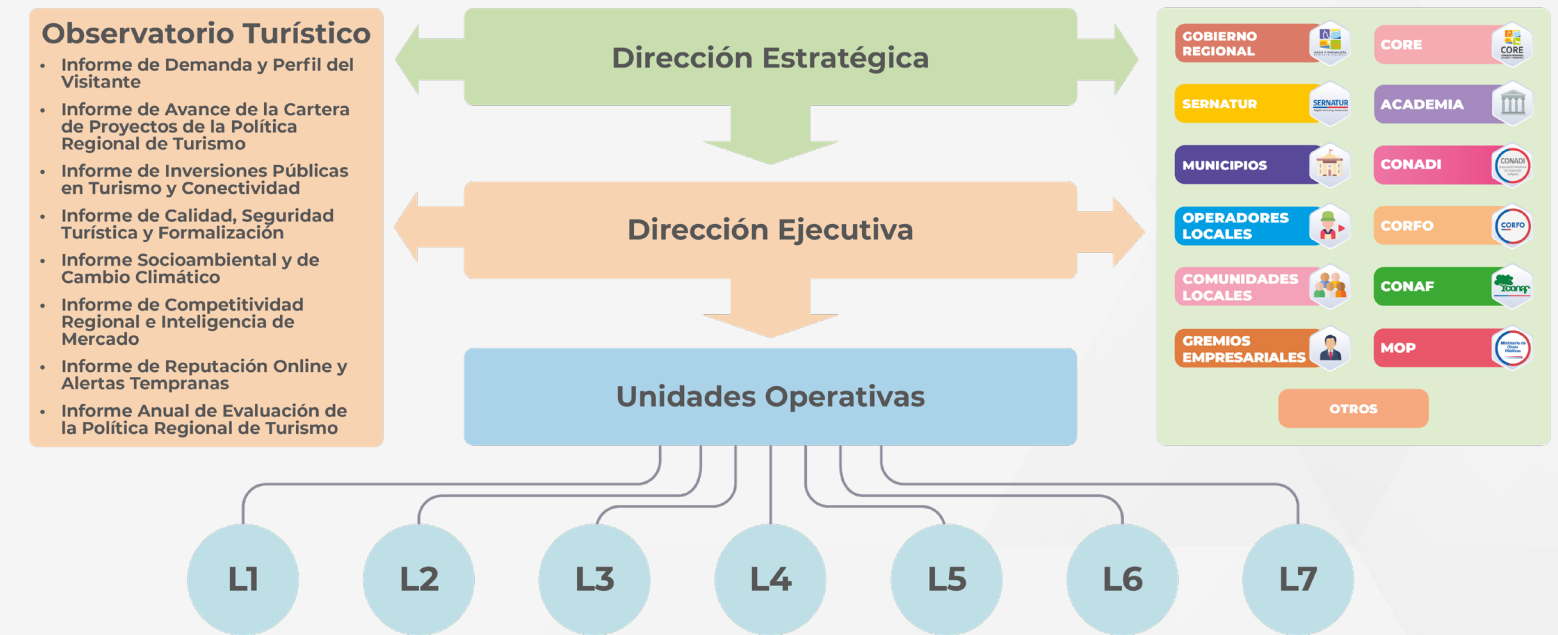 Observatorio Turístico
• Informe de Demanda y Perfil del
Visitante
• Informe de Avance de la Cartera
de Proyectos de la Política
Regional de Turismo
• Informe de Inversiones Públicas
en Turismo y Conectividad
• Informe de Calidad, Seguridad
Turística y Formalización
• Informe Socioambiental y de
Cambio Climático
• Informe de Competitividad
Regional e Inteligencia de
Mercado
• Informe de Reputación Online y
Alertas Tempranas
• Informe Anual de Evaluación de
la Política Regional de Turismo
Dirección Estratégica
Dirección Ejecutiva
Unidades Operativas
L1
L2
L3
L4
L5
L6
L7
GOBIERNO
REGIONAL
CORE
CORE
SERNATUR
SERNATUR
ACADEMIA
MUNICIPIOS
CONADI
CONADI
OPERADORES
LOCALES
CORFO
CORFO
COMUNIDADES
LOCALES
CONAF
conaf
GREMIOS
EMPRESARIALES
MOP
Ministerio de
Obras
Públicas
OTROS